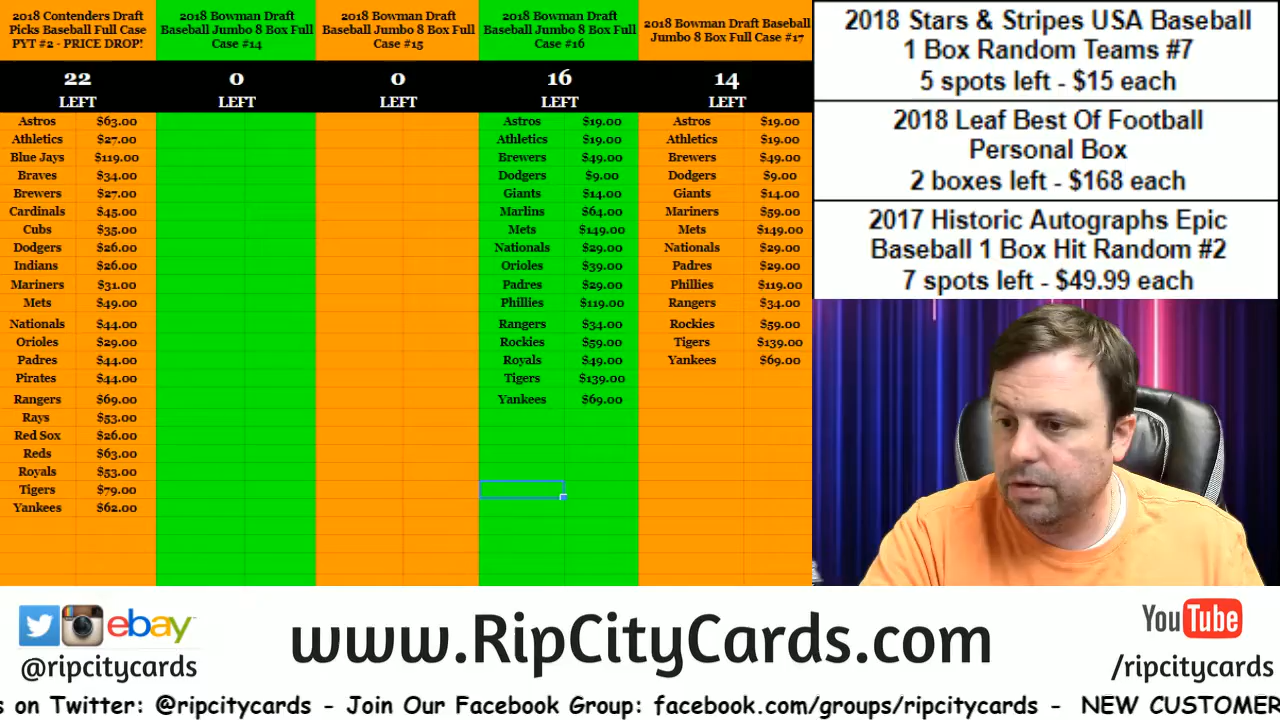 2018 Contenders Draft
Picks Baseball Full Case
PYT #2 - PRICE DROP!
22
LEFT
Astros $63.00
Athletics $27.00
Blue Jays $119.00
Braves $34.00
Brewers $27.00
Cardinals $45.00
Cubs $35.00
Dodgers $26.00
Indians $26.00
Mariners $31.00
Mets $49.00
Nationals $44.00
Orioles $29.00
Padres $44.00
Pirates $44.00
Rangers $69.00
Rays $53.00
Red Sox $26.00
Reds $63.00
Royals $53.00
Tigers $79.00
Yankees $62.00
2018 Bowman Draft
Baseball Jumbo 8 Box Full
Case #14
0
LEFT
2018 Bowman Draft
Baseball Jumbo 8 Box Full
Case #15
0
LEFT
2018 Bowman Draft
Baseball Jumbo 8 Box Full
Case #16
16
LEFT
Astros $19.00
Athletics $19.00
Brewers $49.00
Dodgers $9.00
Giants $14.00
Marlins $64.00
Mets $149.00
Nationals $29.00
Orioles $39.00
Padres $29.00
Phillies $119.00
Rangers $34.00
Rockies $59.00
Royals $49.00
Tigers $139.00
Yankees $69.00
2018 Bowman Draft Baseball
Jumbo 8 Box Full Case #17
14
LEFT
Astros $19.00
Athletics $19.00
Brewers $49.00
Dodgers $9.00
Giants $14.00
Mariners $59.00
Mets $149.00
Nationals $29.00
Padres $29.00
Phillies $119.00
Rangers $34.00
Rockies $59.00
Tigers $139.00
Yankees $69.00
2018 Stars & Stripes USA Baseball
1 Box Random Teams #7
5 spots left - $15 each
2018 Leaf Best Of Football
Personal Box
2 boxes left - $168 each
2017 Historic Autographs Epic
Baseball 1 Box Hit Random #2
7 spots left - $49.99 each
ebay
@ripcitycards
www.RipCityCards.com
YouTube
/ripcitycards
s on Twitter: @ripcitycards - Join Our Facebook Group: facebook.com/groups/ripcitycards - NEW CUSTOMER